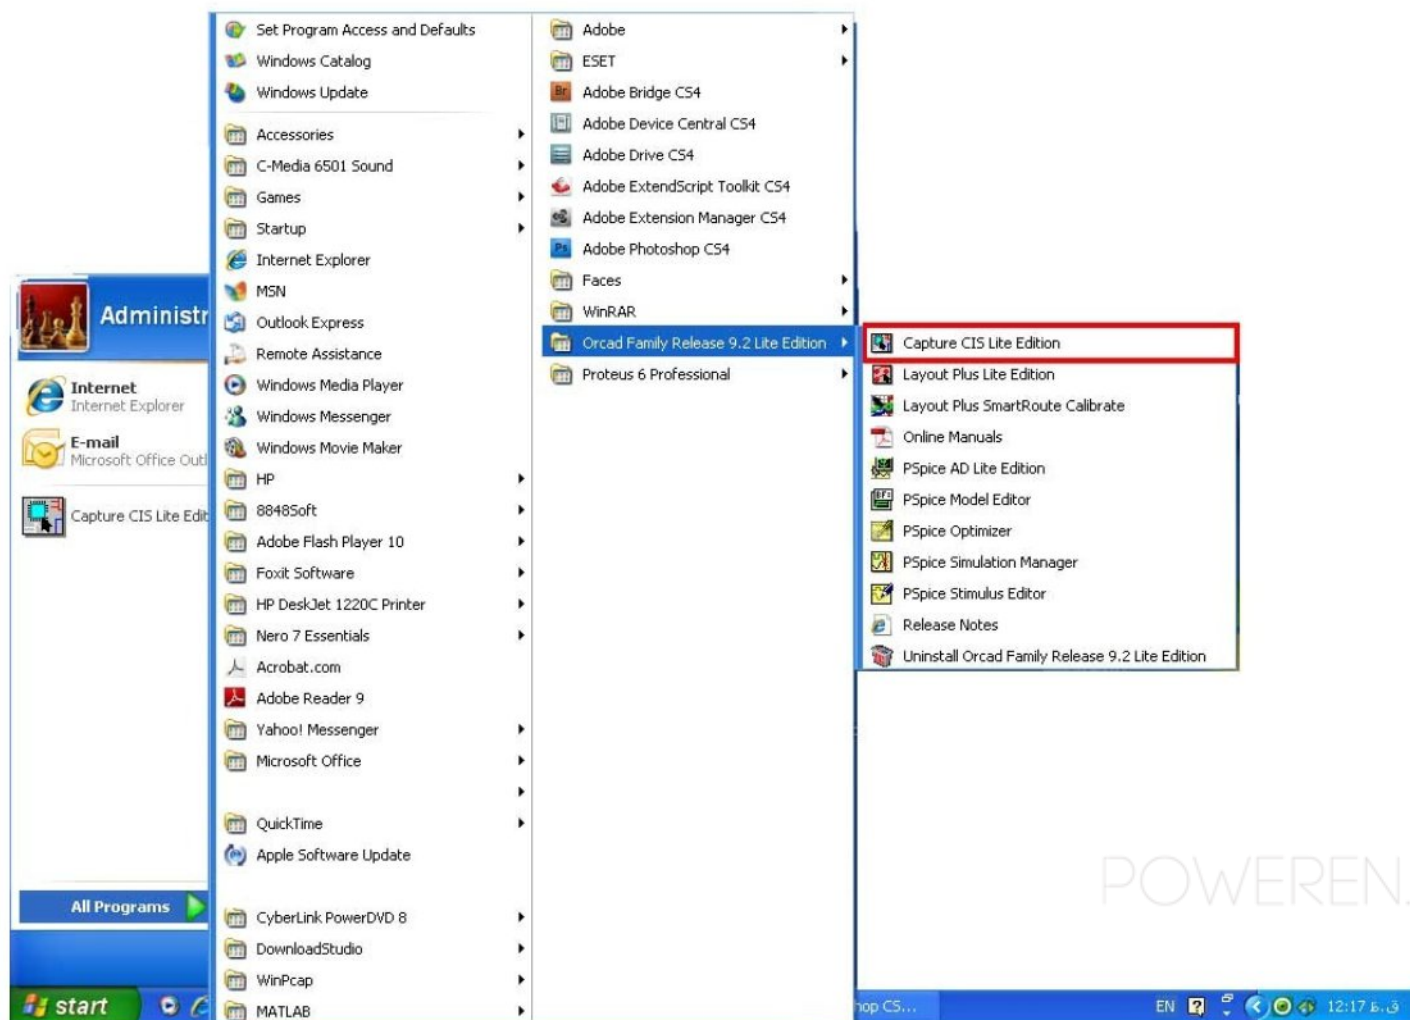 Administr
Internet
Internet Explorer
E-mail
Microsoft Office Outl
Capture CIS Lite Edit
All Programs
start
Set Program Access and Defaults
Windows Catalog
Windows Update
Accessories
C-Media 6501 Sound
Games
Startup
Internet Explorer
MSN
Outlook Express
Remote Assistance
Windows Media Player
Windows Messenger
Windows Movie Maker
HP
8848Soft
Adobe Flash Player 10
Foxit Software
HP DeskJet 1220C Printer
Nero 7 Essentials
Acrobat.com
Adobe Reader 9
Yahoo! Messenger
Microsoft Office
QuickTime
Apple Software Update
CyberLink PowerDVD 8
DownloadStudio
WinPcap
MATLAB
Adobe
ESET
Adobe Bridge CS4
Adobe Device Central CS4
Adobe Drive CS4
Adobe ExtendScript Toolkit CS4
Adobe Extension Manager CS4
Adobe Photoshop CS4
Faces
WinRAR
Orcad Family Release 9.2 Lite Edition
Proteus 6 Professional
Capture CIS Lite Edition
Layout Plus Lite Edition
Layout Plus SmartRoute Calibrate
Online Manuals
PSpice AD Lite Edition
PSpice Model Editor
PSpice Optimizer
PSpice Simulation Manager
PSpice Stimulus Editor
Release Notes
Uninstall Orcad Family Release 9.2 Lite Edition
POWEREN.
hop CS...
EN
12:17 ق.ظ